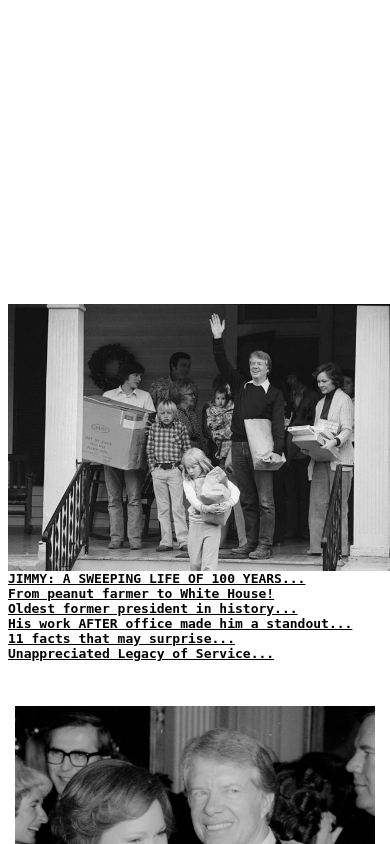 JIMMY: A SWEEPING LIFE OF 100 YEARS...
From peanut farmer to White House!
Oldest former president in history...
His work AFTER office made him a standout...
11 facts that may surprise...
Unappreciated Legacy of Service...